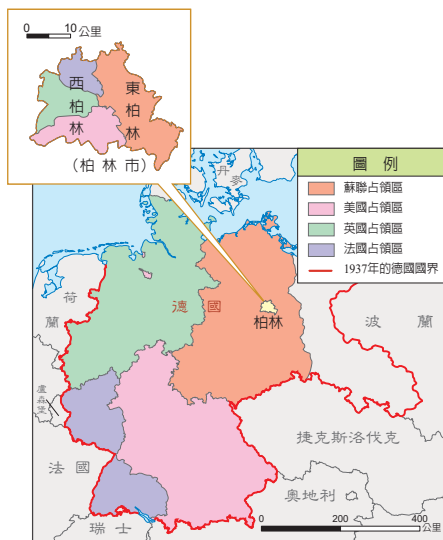 0 10 公里
西柏林
東柏林
(柏林市)
圖例
蘇聯占領區
美國占領區
英國占領區
法國占領區
1937年的德國國界
丹麥
荷蘭
德國
柏林
波蘭
盧森堡
捷克斯洛伐克
法國
奧地利
瑞士
0 200 400
公里